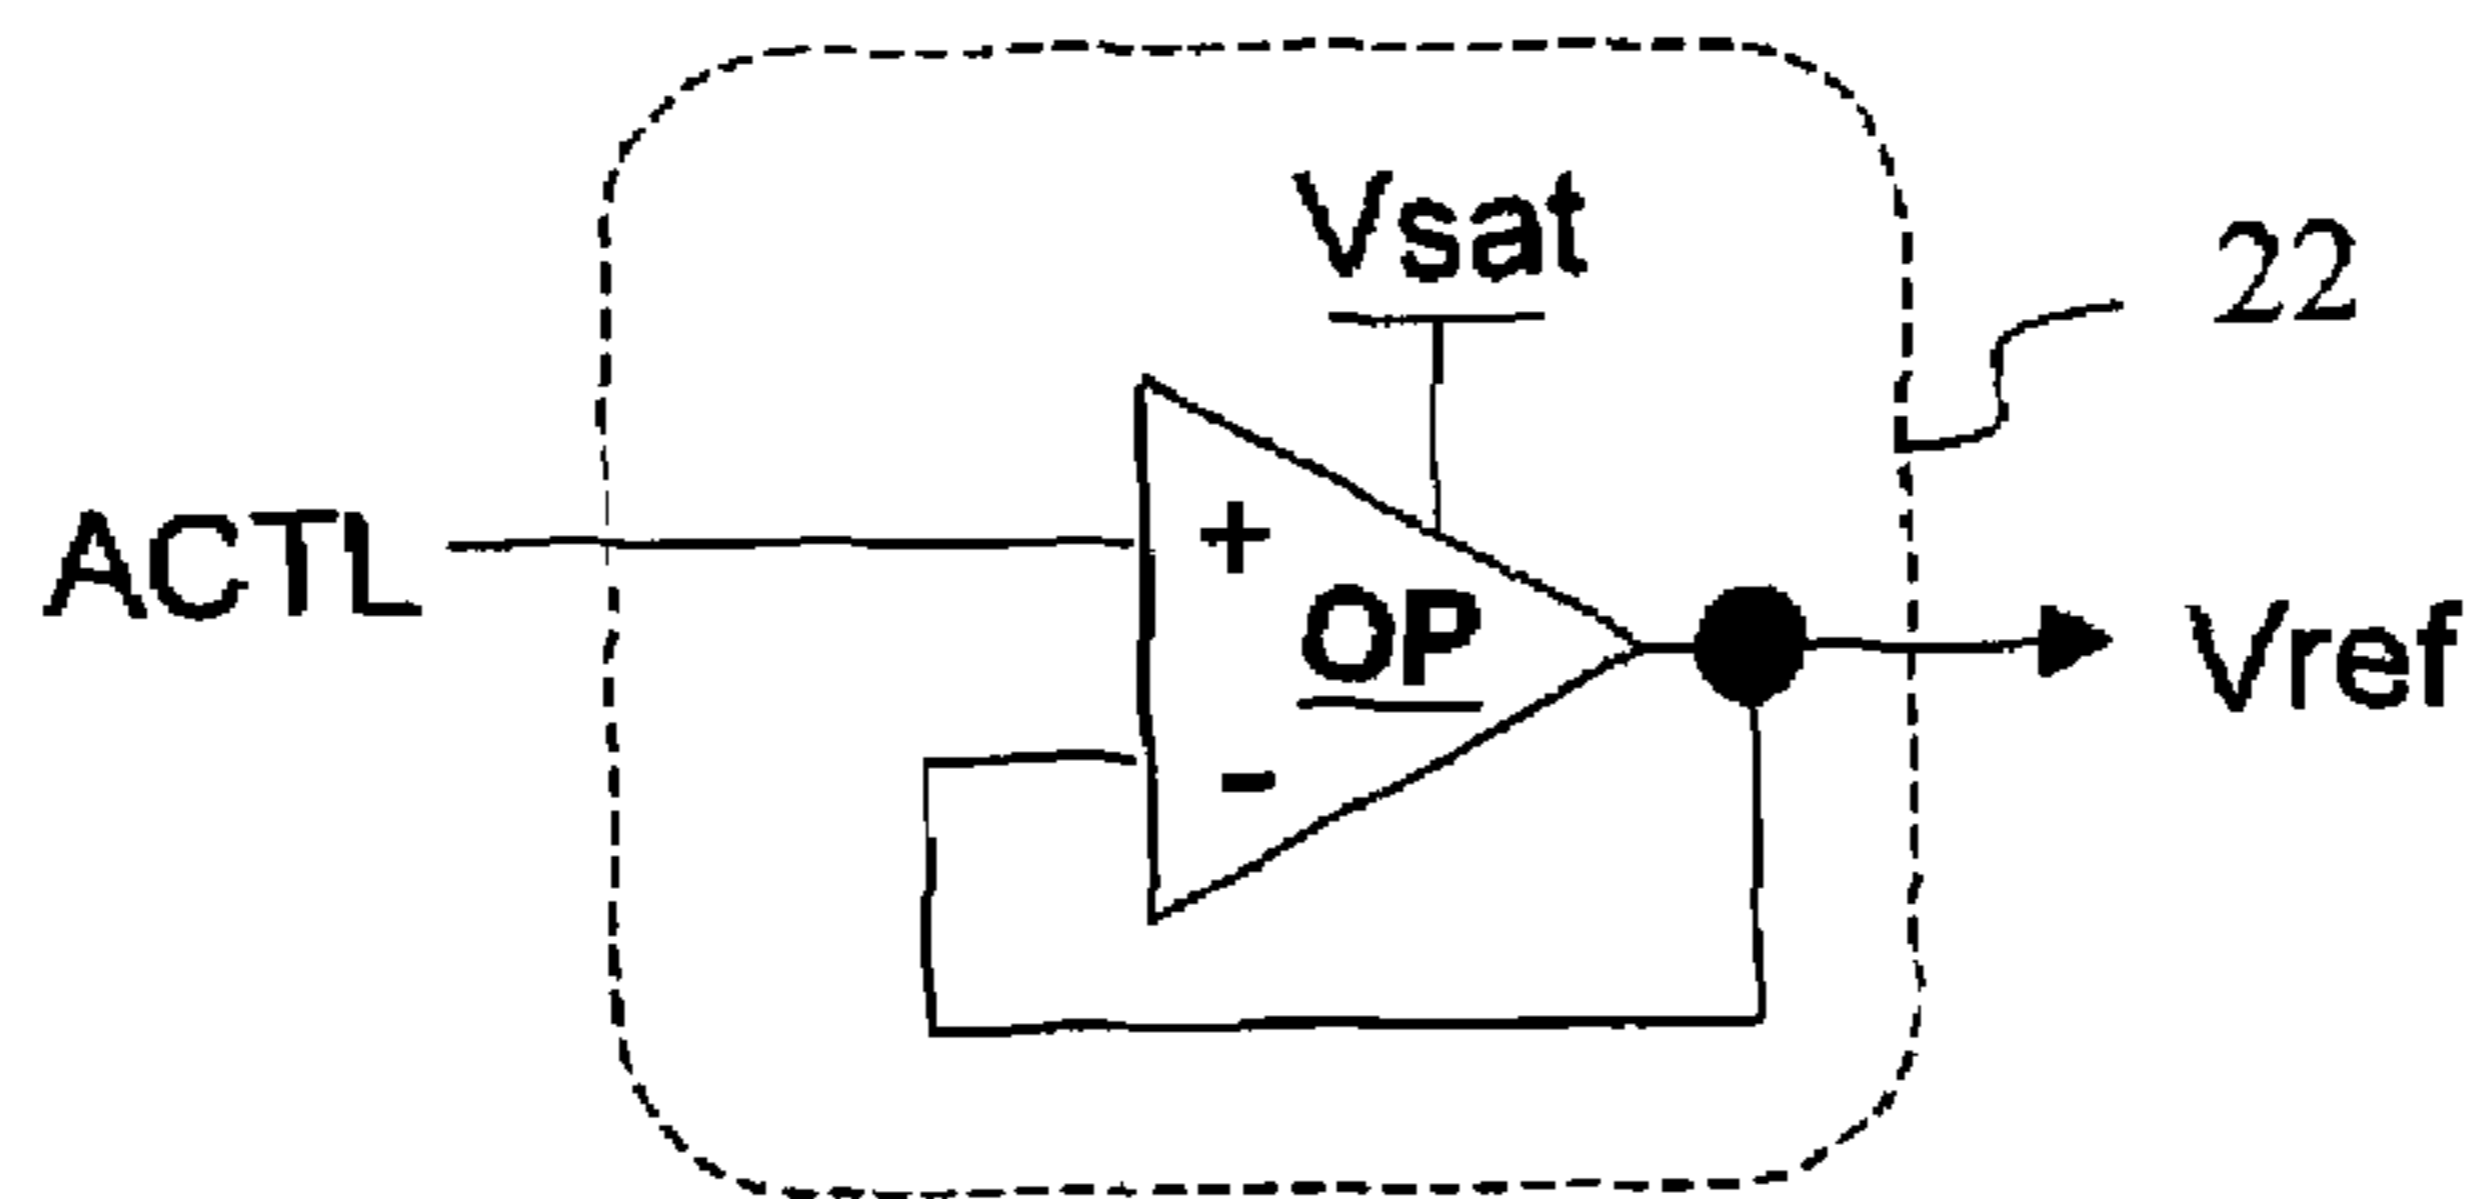 Vsat
22
ACTL
+
OP
Vref
-